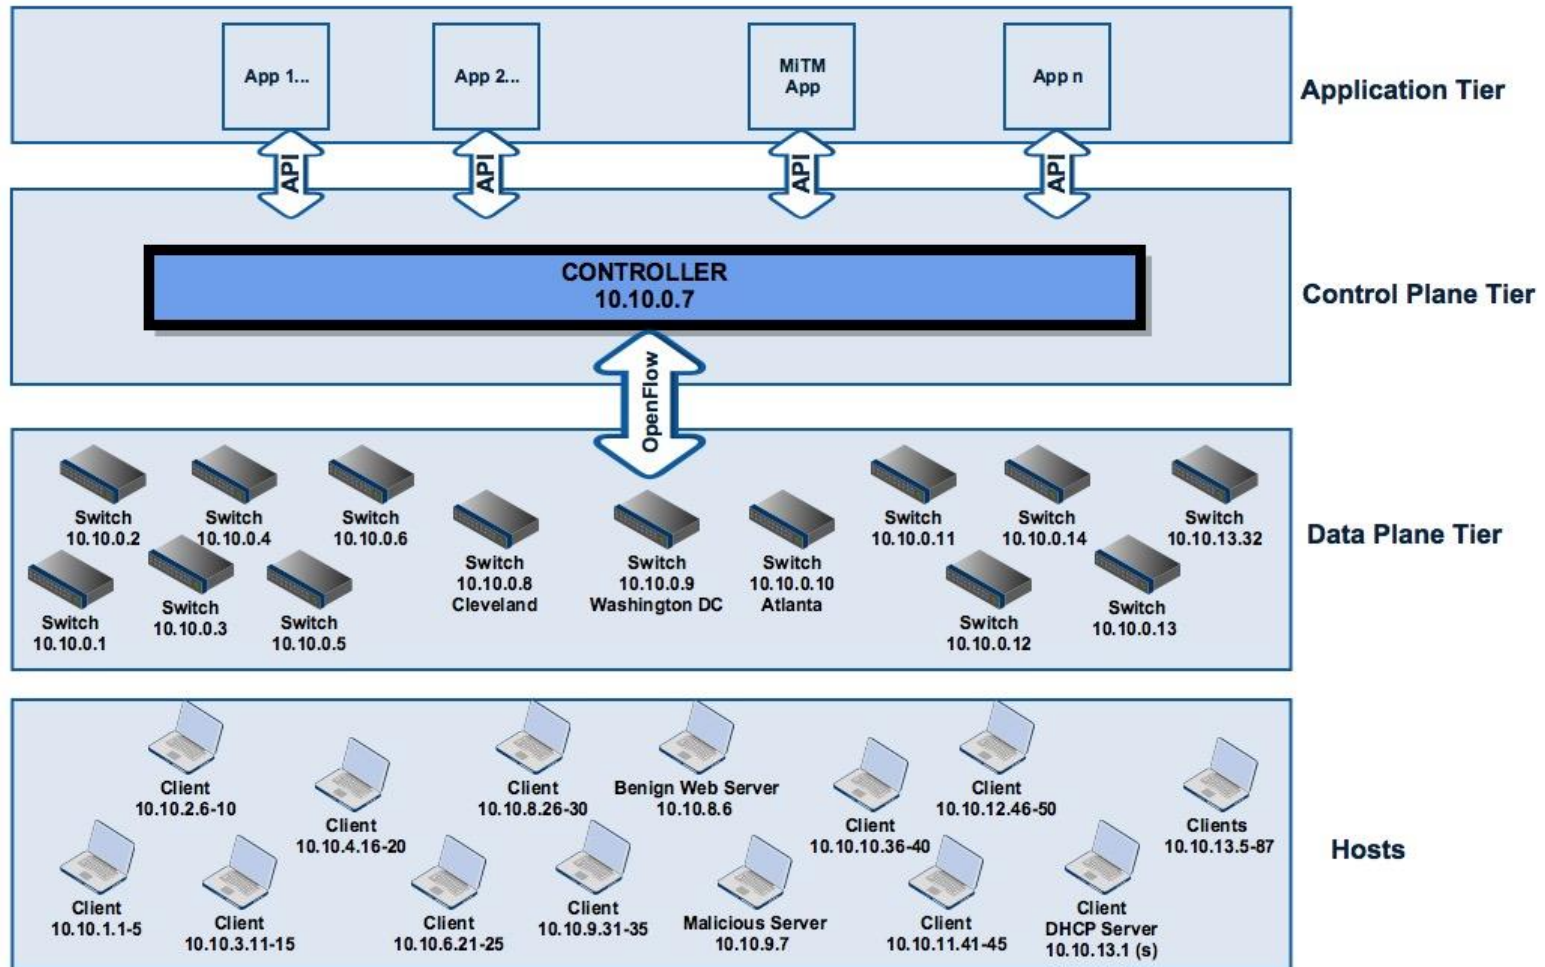 App 1...
App 2...
MiTM
App
App n
Application Tier
API
API
API
API
CONTROLLER
10.10.0.7
Control Plane Tier
OpenFlow
Switch
10.10.0.2
Switch
10.10.0.4
Switch
10.10.0.6
Switch
10.10.0.8
Cleveland
Switch
10.10.0.9
Washington DC
Switch
10.10.0.10
Atlanta
Switch
10.10.0.11
Switch
10.10.0.14
Switch
10.10.13.32
Data Plane Tier
Switch
10.10.0.1
Switch
10.10.0.3
Switch
10.10.0.5
Switch
10.10.0.12
Switch
10.10.0.13
Client
10.10.2.6-10
Client
10.10.4.16-20
Client
10.10.8.26-30
Benign Web Server
10.10.8.6
Client
10.10.10.36-40
Client
10.10.12.46-50
Clients
10.10.13.5-87
Hosts
Client
10.10.1.1-5
Client
10.10.3.11-15
Client
10.10.6.21-25
Client
10.10.9.31-35
Malicious Server
10.10.9.7
Client
10.10.11.41-45
Client
DHCP Server
10.10.13.1 (s)